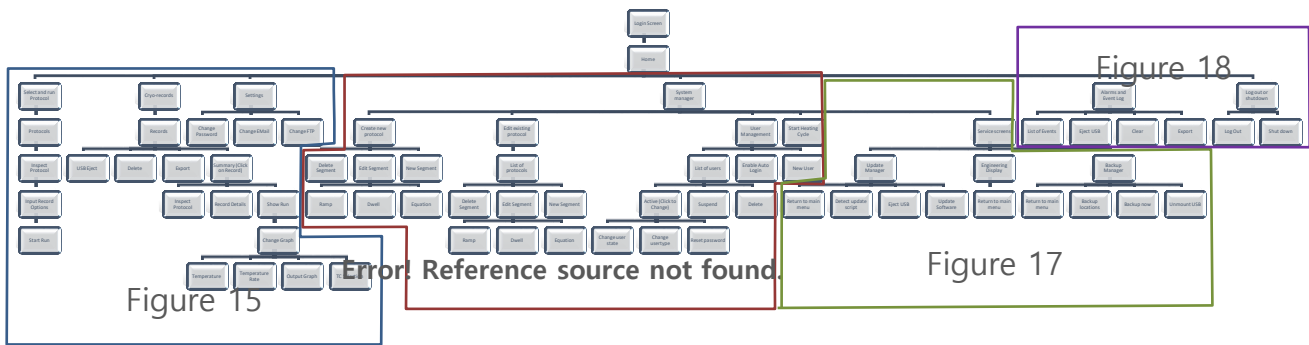 Login Screen
Home
Figure 18
Select and run
Protocol
Cryo-records
Settings
System
manager
Alarms and
Event Log
Log out or
shutdown
Protocols
Records
Change
Password
Change EMail
Change FTP
Create new
protocol
Edit existing
protocol
User
Management
Start Heating
Cycle
Service screens
List of Events
Eject USB
Clear
Export
Log Out
Shut down
Inspect
Protocol
USB Eject
Delete
Export
Summary (Click
on Record)
Delete
Segment
Edit Segment
New Segment
List of
protocols
List of users
Enable Auto
Login
New User
Update
Manager
Engineering
Display
Backup
Manager
Input Record
Options
Inspect
Protocol
Record Details
Show Run
Ramp
Dwell
Equation
Delete
Segment
Edit Segment
New Segment
Active (Click to
Change)
Suspend
Delete
Return to main
menu
Detect update
script
Eject USB
Update
Software
Return to main
menu
Return to main
menu
Backup
locations
Backup now
Unmount USB
Start Run
Change Graph
Ramp
Dwell
Equation
Change user
state
Change
usertype
Reset password
Temperature
Temperature
Rate
Output Graph
Error! Reference source not found.
Figure 17
Figure 15